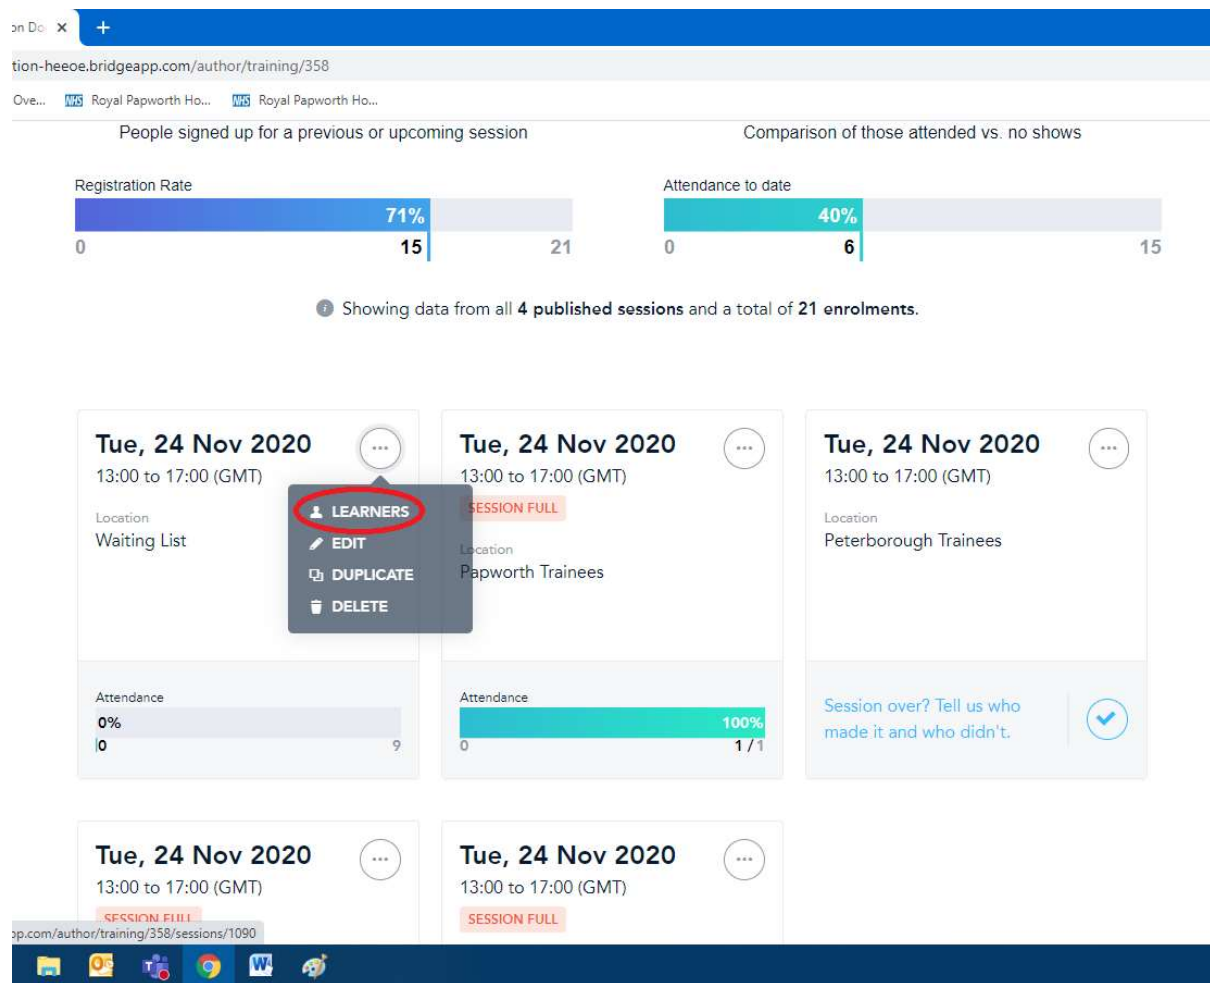 on Do
tion-heeoe.bridgeapp.com/author/training/358
Ove... NHS Royal Papworth Ho... NHS Royal Papworth Ho...
People signed up for a previous or upcoming session
Comparison of those attended vs. no shows
Registration Rate
71%
0 15 21
Attendance to date
40%
0 6 15
Showing data from all 4 published sessions and a total of 21 enrolments.
Tue, 24 Nov 2020
13:00 to 17:00 (GMT)
Location
Waiting List
LEARNERS
EDIT
DUPLICATE
DELETE
Attendance
0%
0 9
Tue, 24 Nov 2020
13:00 to 17:00 (GMT)
SESSION FULL
Location
Papworth Trainees
Attendance
100%
0 1 / 1
Tue, 24 Nov 2020
13:00 to 17:00 (GMT)
Location
Peterborough Trainees
Session over? Tell us who
made it and who didn't.
Tue, 24 Nov 2020
13:00 to 17:00 (GMT)
SESSION FULL
Tue, 24 Nov 2020
13:00 to 17:00 (GMT)
SESSION FULL
pp.com/author/training/358/sessions/1090